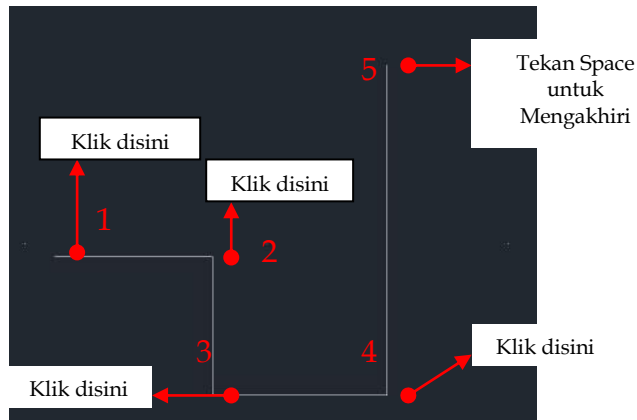 5
Tekan Space
untuk
Mengakhiri
Klik disini
Klik disini
1
2
3
4
Klik disini
Klik disini